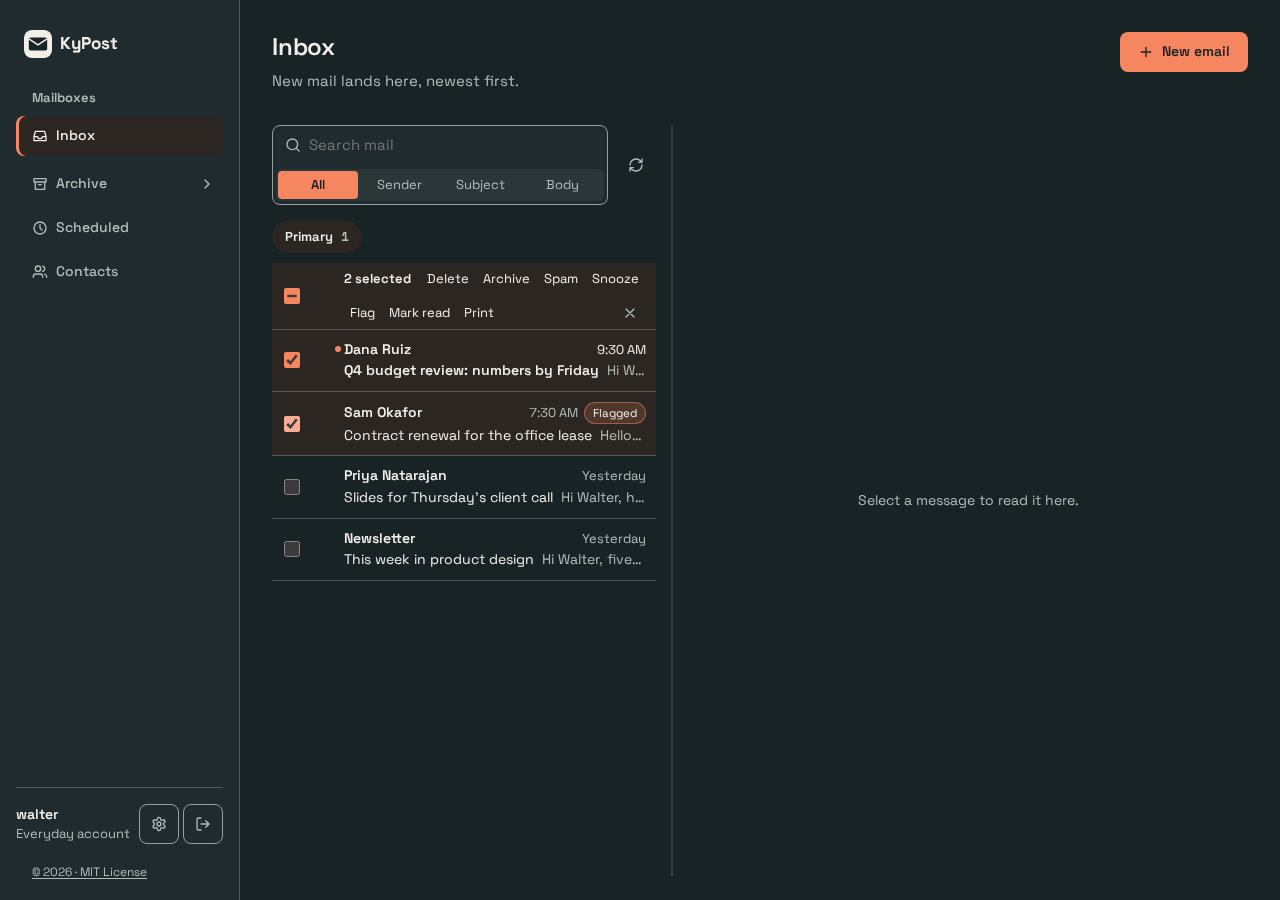 KyPost
Mailboxes
Inbox
Archive
Scheduled
Contacts
walter
Everyday account
© 2026 · MIT License
Inbox
New mail lands here, newest first.
New email
Search mail
All Sender Subject Body
Primary 1
2 selected Delete Archive Spam Snooze
Flag Mark read Print
Dana Ruiz 9:30 AM
Q4 budget review: numbers by Friday Hi W...
Sam Okafor 7:30 AM Flagged
Contract renewal for the office lease Hello...
Priya Natarajan Yesterday
Slides for Thursday's client call Hi Walter, h...
Newsletter Yesterday
This week in product design Hi Walter, five...
Select a message to read it here.